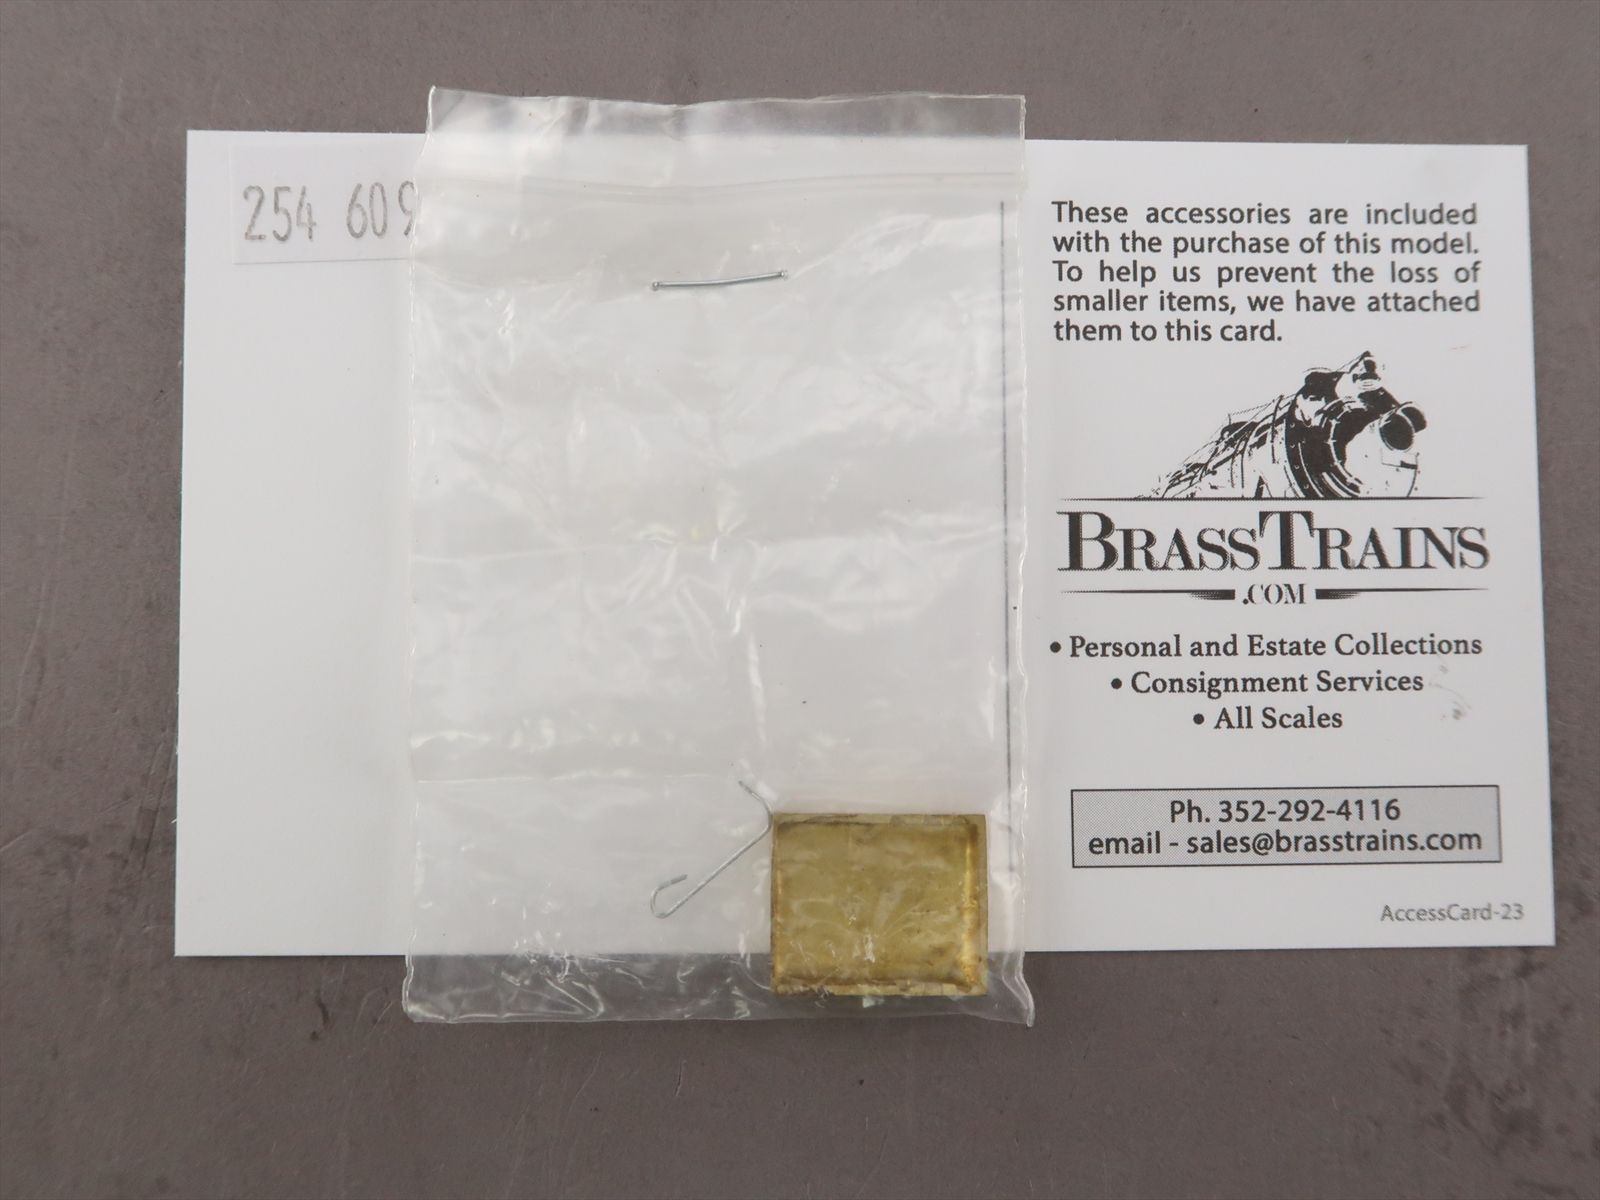 254 609
These accessories are included
with the purchase of this model.
To help us prevent the loss of
smaller items, we have attached
them to this card.
BRASSTRAINS
.COM
• Personal and Estate Collections
• Consignment Services
• All Scales
Ph. 352-292-4116
email - sales@brasstrains.com
AccessCard-23